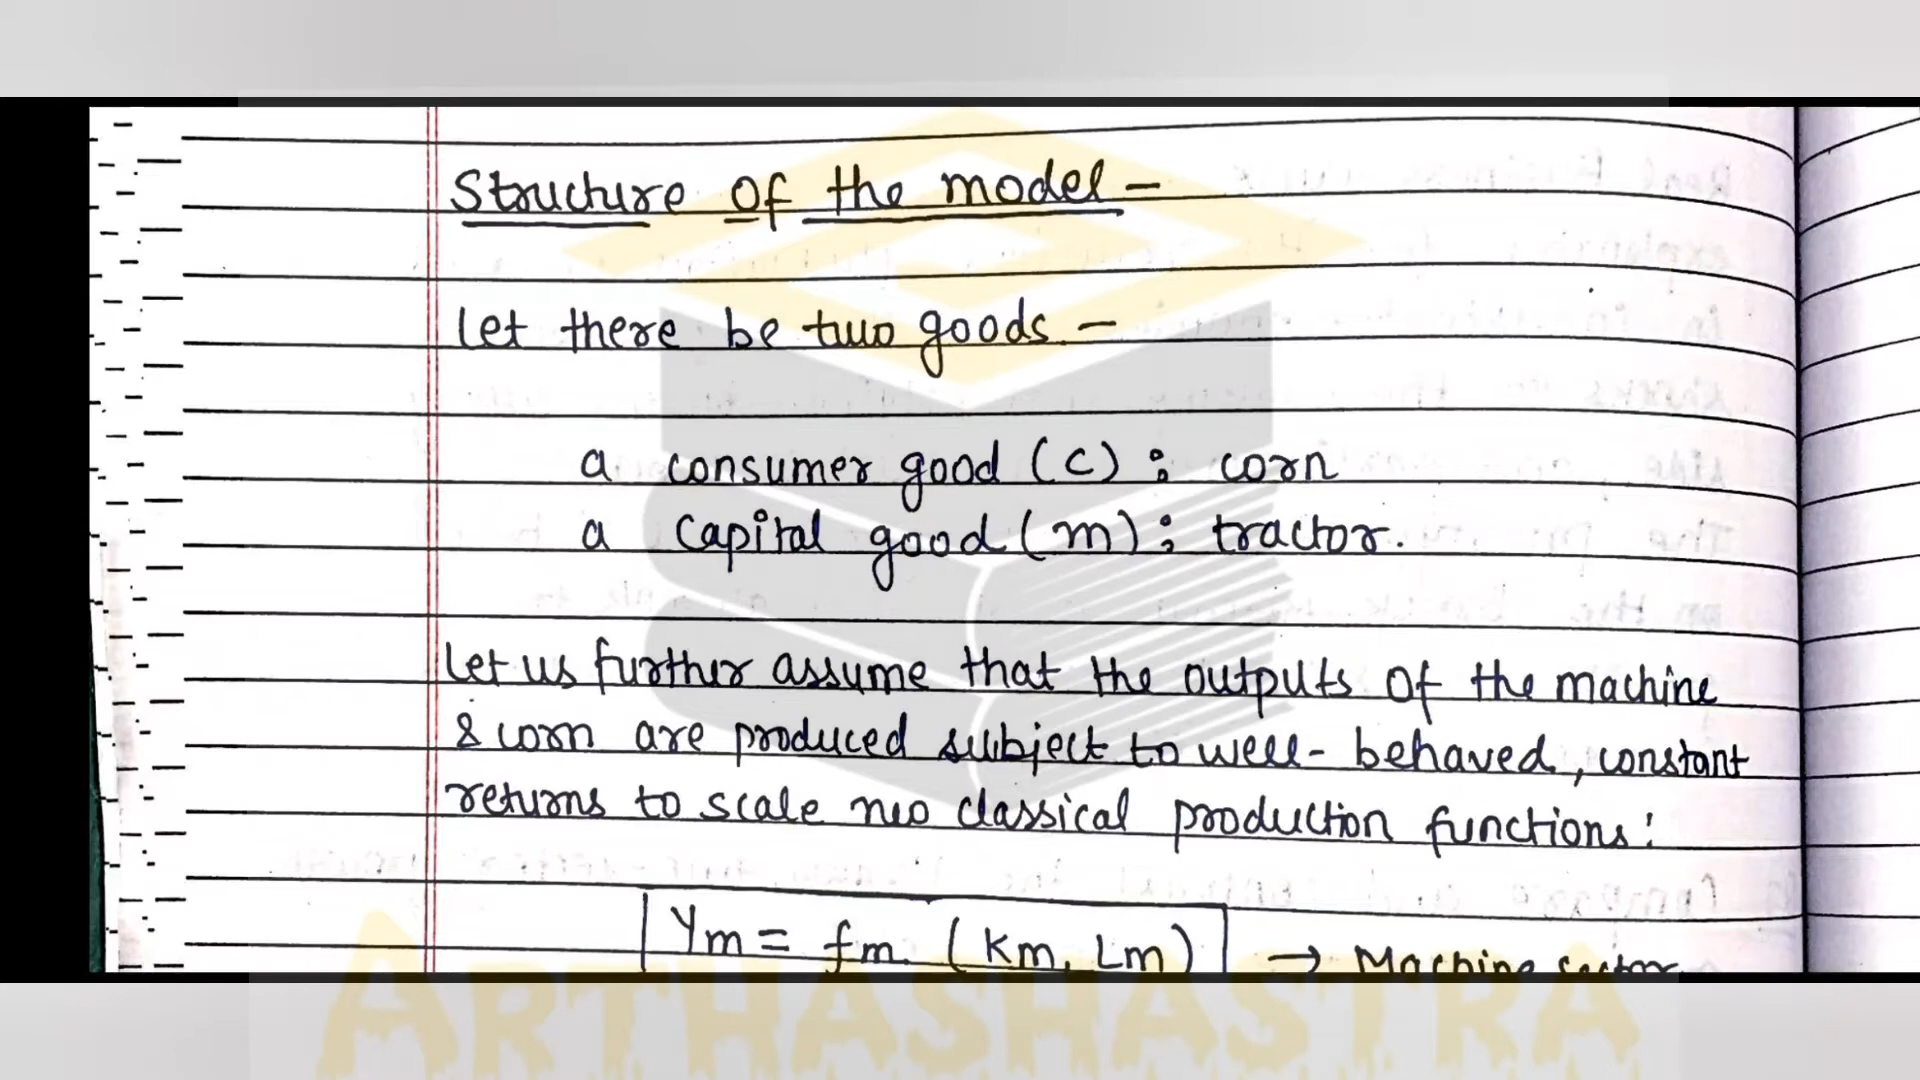 Structure of the model -
Let there be two goods. -
a consumer good (c) : corn
a capital good (m) : tractor.
Let us further assume that the outputs of the machine
& corn are produced subject to well-behaved, constant
returns to scale neo classical production functions:
Ym = fm (Km, Lm) → Machine sector
ARTHASHASTRA